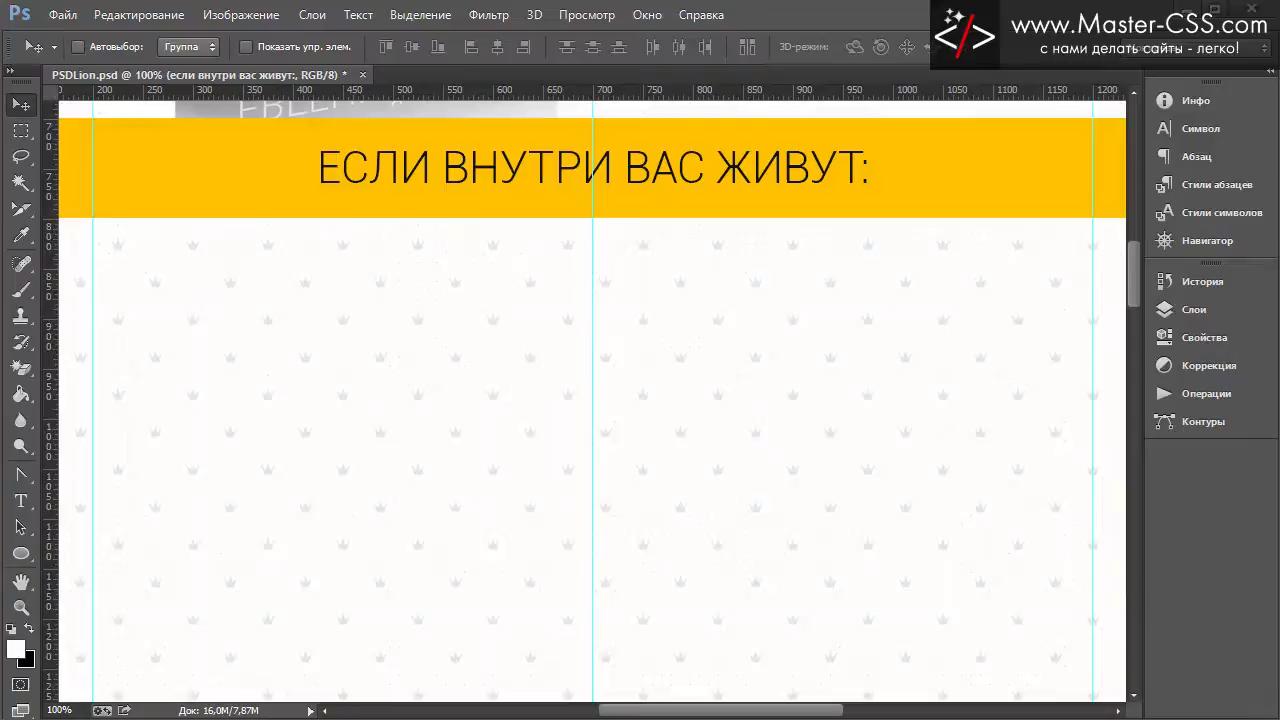 Ps Файл Редактирование Изображение Слои Текст Выделение Фильтр 3D Просмотр Окно Справка
</> www.Master-CSS.com
с нами делать сайты - легко!
Автовыбор: Группа Показать упр. элем. 3D-режим:
PSDLion.psd @ 100% (если внутри вас живут:, RGB/8) * ×
200 250 300 350 400 450 500 550 600 650 700 750 800 850 900 950 1000 1050 1100 1150 1200
ЕСЛИ ВНУТРИ ВАС ЖИВУТ:
Инфо
Символ
Абзац
Стили абзацев
Стили символов
Навигатор
История
Слои
Свойства
Коррекция
Операции
Контуры
100% Док: 16,0M/7,87M